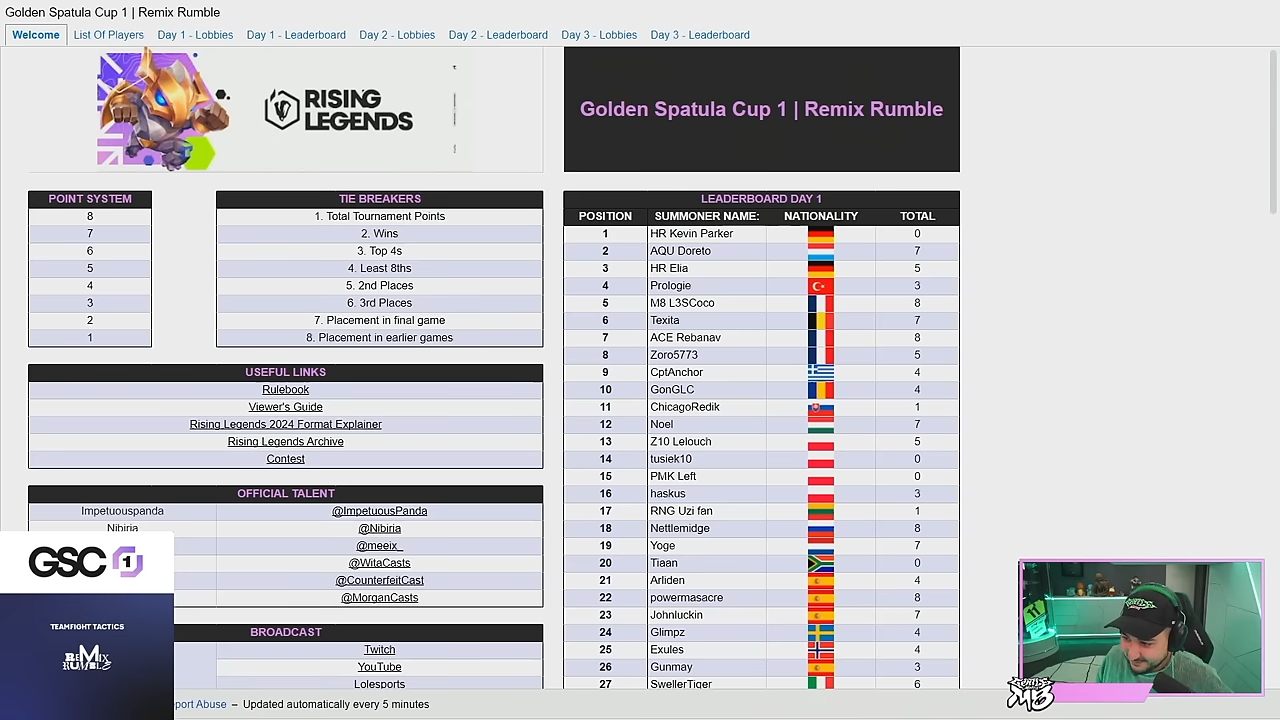 Golden Spatula Cup 1 | Remix Rumble
Welcome List Of Players Day 1 - Lobbies Day 1 - Leaderboard Day 2 - Lobbies Day 2 - Leaderboard Day 3 - Lobbies Day 3 - Leaderboard
RISING
LEGENDS
Golden Spatula Cup 1 | Remix Rumble
POINT SYSTEM
8
7
6
5
4
3
2
1
TIE BREAKERS
1. Total Tournament Points
2. Wins
3. Top 4s
4. Least 8ths
5. 2nd Places
6. 3rd Places
7. Placement in final game
8. Placement in earlier games
USEFUL LINKS
Rulebook
Viewer's Guide
Rising Legends 2024 Format Explainer
Rising Legends Archive
Contest
OFFICIAL TALENT
Impetuouspanda @ImpetuousPanda
Nibiria @Nibiria
@meeix_
@WitaCasts
@CounterfeitCast
@MorganCasts
BROADCAST
Twitch
YouTube
Lolesports
LEADERBOARD DAY 1
POSITION SUMMONER NAME: NATIONALITY TOTAL
1 HR Kevin Parker 0
2 AQU Doreto 7
3 HR Elia 5
4 Prologie 3
5 M8 L3SCoco 8
6 Texita 7
7 ACE Rebanav 8
8 Zoro5773 5
9 CptAnchor 4
10 GonGLC 4
11 ChicagoRedik 1
12 Noel 7
13 Z10 Lelouch 5
14 tusiek10 0
15 PMK Left 0
16 haskus 3
17 RNG Uzi fan 1
18 Nettlemidge 8
19 Yoge 7
20 Tiaan 0
21 Arliden 4
22 powermasacre 8
23 Johnluckin 7
24 Glimpz 4
25 Exules 4
26 Gunmay 3
27 SwellerTiger 6
GSC 1
TEAMFIGHT TACTICS
REMIX
RUMBLE
port Abuse – Updated automatically every 5 minutes
MB